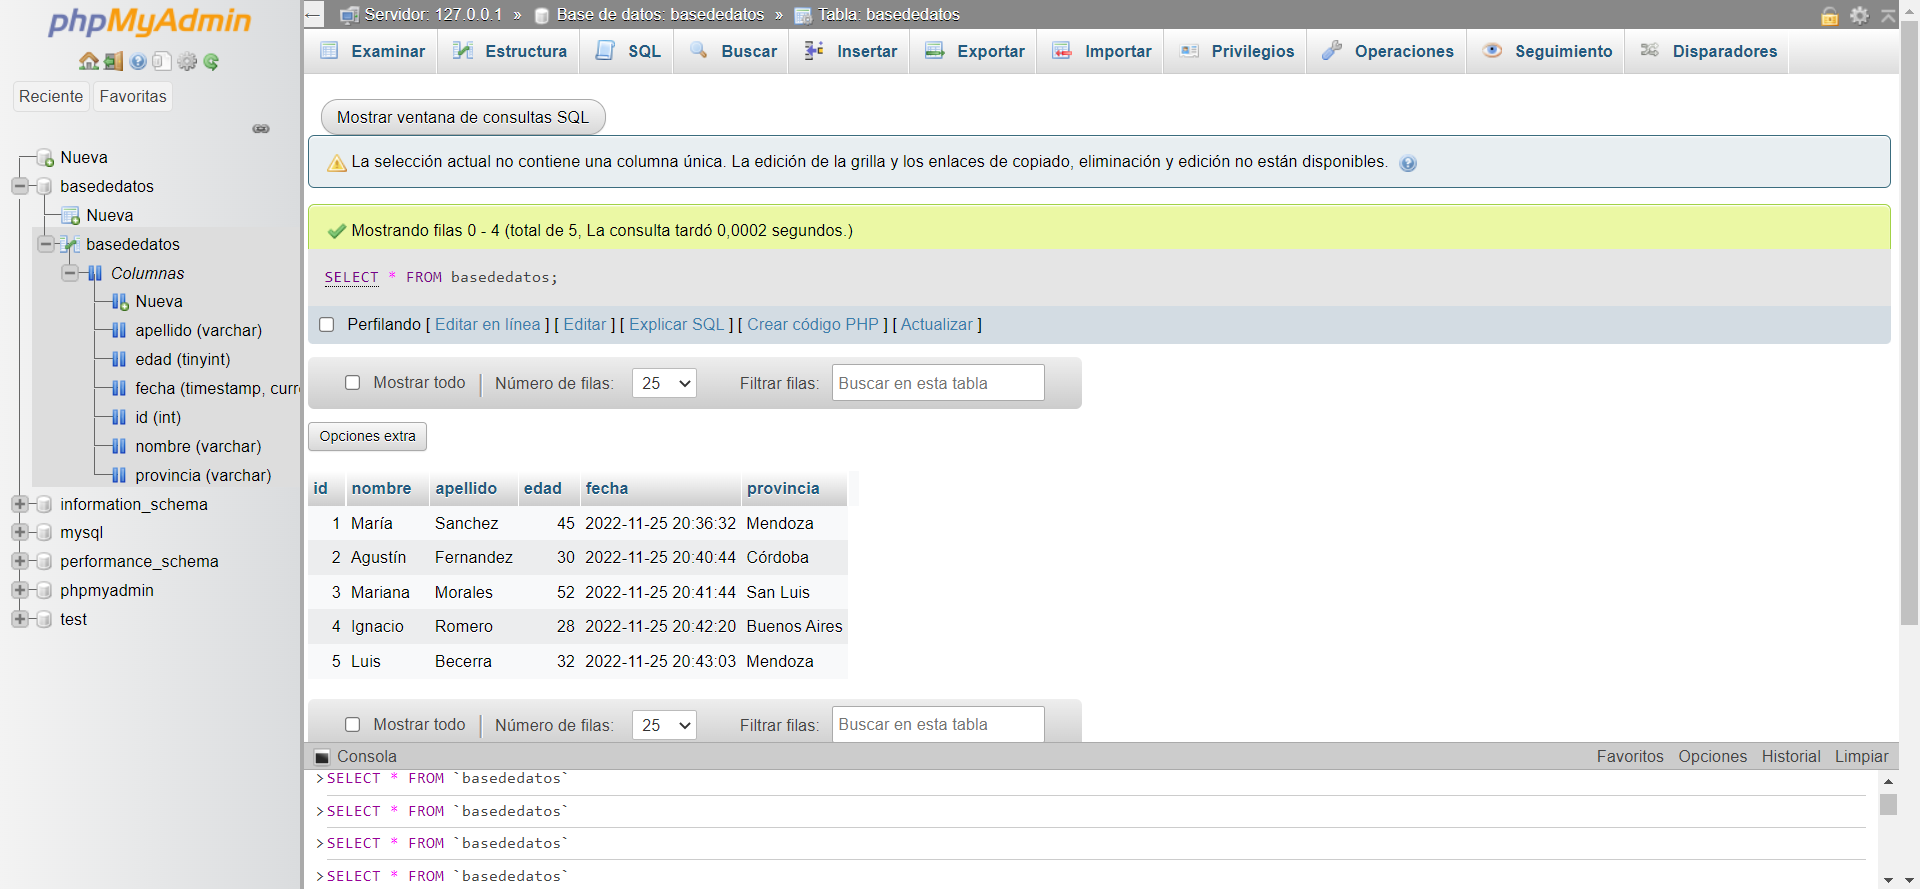 phpMyAdmin
Reciente Favoritas
Nueva
basededatos
Nueva
basededatos
Columnas
Nueva
apellido (varchar)
edad (tinyint)
fecha (timestamp, curre
id (int)
nombre (varchar)
provincia (varchar)
information_schema
mysql
performance_schema
phpmyadmin
test
Servidor: 127.0.0.1 » Base de datos: basededatos » Tabla: basededatos
Examinar Estructura SQL Buscar Insertar Exportar Importar Privilegios Operaciones Seguimiento Disparadores
Mostrar ventana de consultas SQL
La selección actual no contiene una columna única. La edición de la grilla y los enlaces de copiado, eliminación y edición no están disponibles.
Mostrando filas 0 - 4 (total de 5, La consulta tardó 0,0002 segundos.)
SELECT * FROM basededatos;
Perfilando [ Editar en línea ] [ Editar ] [ Explicar SQL ] [ Crear código PHP ] [ Actualizar ]
Mostrar todo | Número de filas: 25 Filtrar filas: Buscar en esta tabla
Opciones extra
id nombre apellido edad fecha provincia
1 María Sanchez 45 2022-11-25 20:36:32 Mendoza
2 Agustín Fernandez 30 2022-11-25 20:40:44 Córdoba
3 Mariana Morales 52 2022-11-25 20:41:44 San Luis
4 Ignacio Romero 28 2022-11-25 20:42:20 Buenos Aires
5 Luis Becerra 32 2022-11-25 20:43:03 Mendoza
Mostrar todo | Número de filas: 25 Filtrar filas: Buscar en esta tabla
Consola Favoritos Opciones Historial Limpiar
>SELECT * FROM `basededatos`
>SELECT * FROM `basededatos`
>SELECT * FROM `basededatos`
>SELECT * FROM `basededatos`